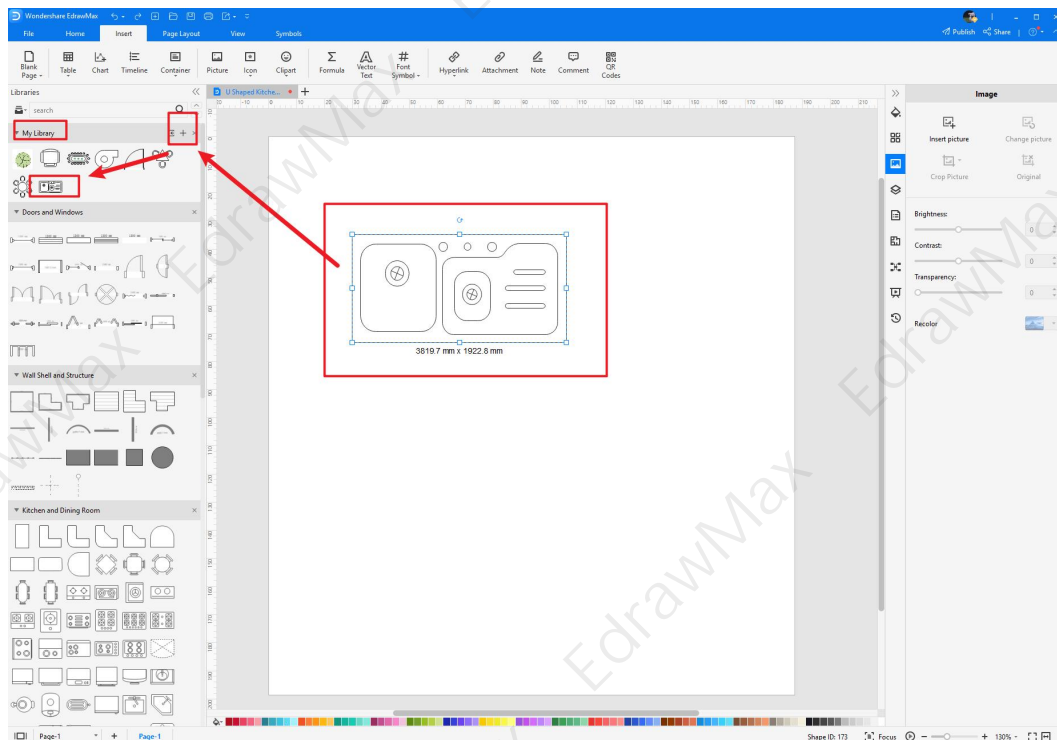 Wondershare EdrawMax
File Home Insert Page Layout View Symbols
Publish Share
Blank Page Table Chart Timeline Container Picture Icon Clipart Formula Vector Text Font Symbol Hyperlink Attachment Note Comment QR Codes
Libraries
U Shaped Kitche...
Image
search
My Library
Insert picture Change picture
Crop Picture Original
Doors and Windows
Brightness:
0
Contrast:
0
Transparency:
0
Recolor
3819.7 mm x 1922.8 mm
Wall Shell and Structure
Kitchen and Dining Room
Page-1 Page-1
Shape ID: 173 Focus 130%
EdrawMax
EdrawMax
EdrawMax
EdrawMax